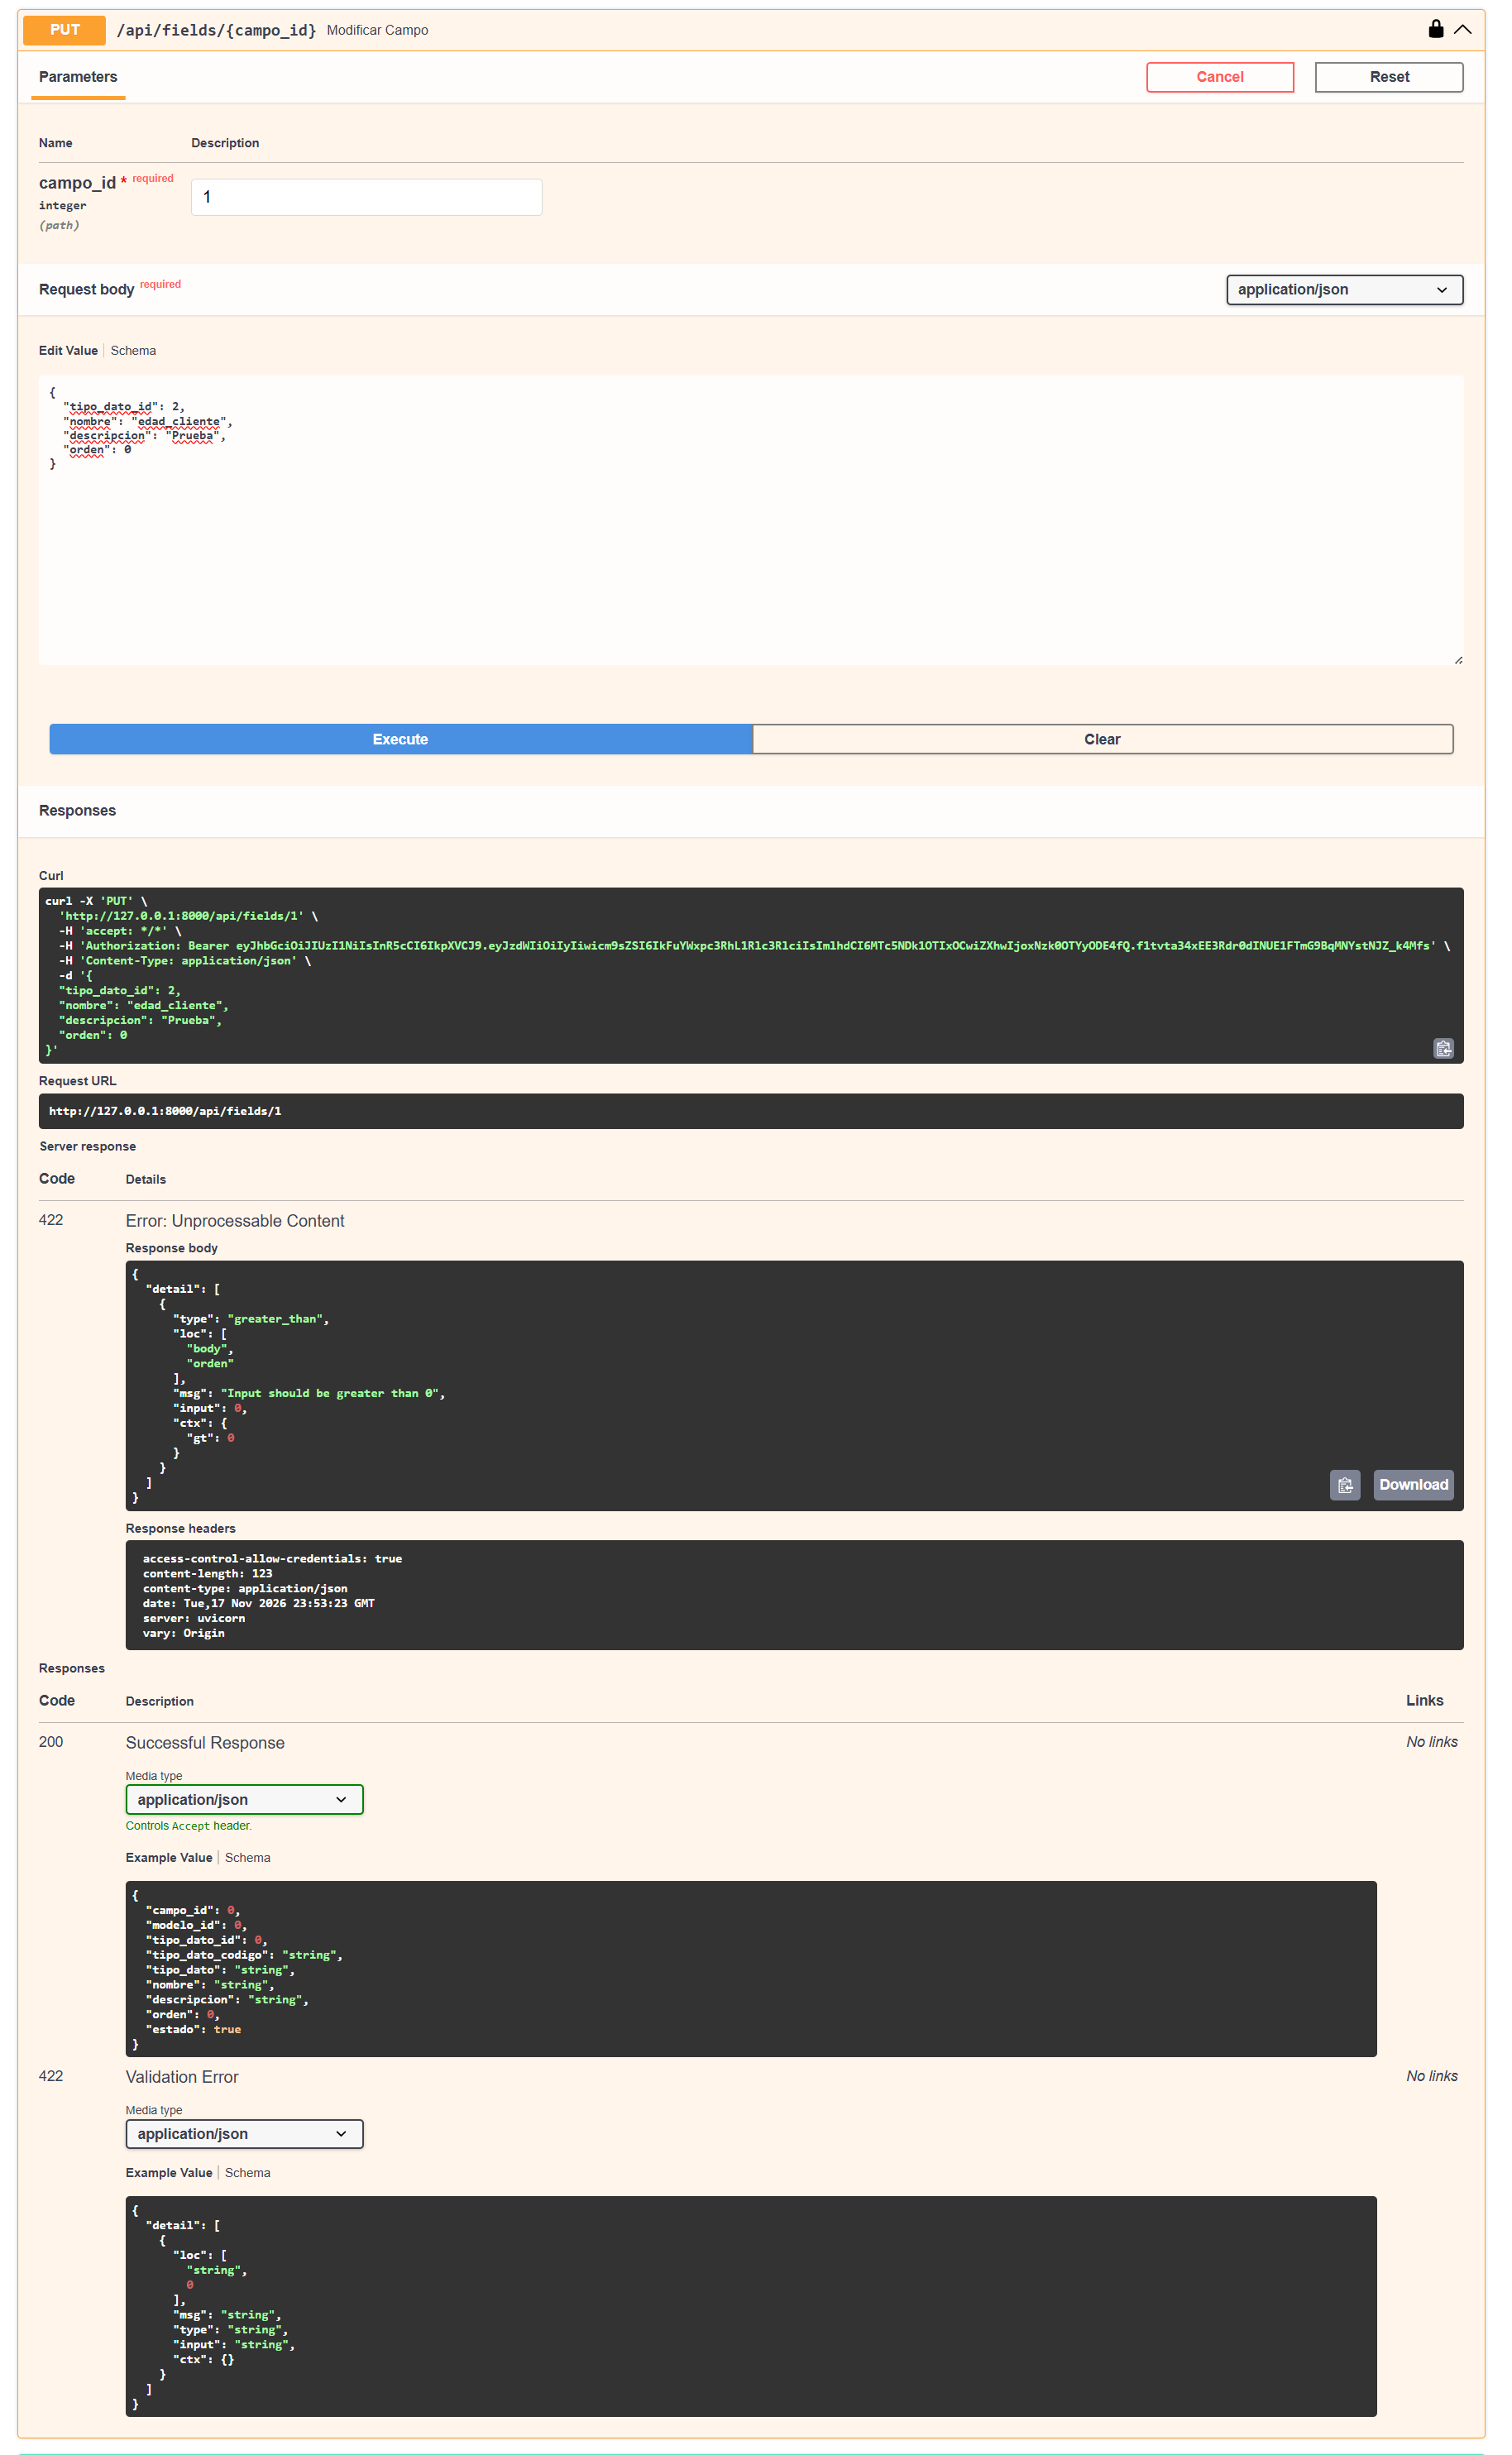 PUT /api/fields/{campo_id} Modificar Campo
Parameters
Cancel
Reset
Name Description
campo_id * required
integer
(path)
1
Request body required
application/json
Edit Value Schema
{
  "tipo_dato_id": 2,
  "nombre": "edad_cliente",
  "descripcion": "Prueba",
  "orden": 0
}
Execute
Clear
Responses
Curl
curl -X 'PUT' \
  'http://127.0.0.1:8000/api/fields/1' \
  -H 'accept: */*' \
  -H 'Authorization: Bearer eyJhbGciOiJIUzI1NiIsInR5cCI6IkpXVCJ9.eyJzdWIiOiIyIiwicm9sZSI6IkFuYWxpc3RhL1Rlc3RlciIsImlhdCI6MTc5NDk1OTIxOCwiZXhwIjoxNzk0OTYyODE4fQ.f1tvta34xEE3Rdr0dINUE1FTmG9BqMNYstNJZ_k4Mfs' \
  -H 'Content-Type: application/json' \
  -d '{
  "tipo_dato_id": 2,
  "nombre": "edad_cliente",
  "descripcion": "Prueba",
  "orden": 0
}'
Request URL
http://127.0.0.1:8000/api/fields/1
Server response
Code Details
422 Error: Unprocessable Content
Response body
{
  "detail": [
    {
      "type": "greater_than",
      "loc": [
        "body",
        "orden"
      ],
      "msg": "Input should be greater than 0",
      "input": 0,
      "ctx": {
        "gt": 0
      }
    }
  ]
}
Download
Response headers
access-control-allow-credentials: true
content-length: 123
content-type: application/json
date: Tue,17 Nov 2026 23:53:23 GMT
server: uvicorn
vary: Origin
Responses
Code Description Links
200 Successful Response No links
Media type
application/json
Controls Accept header.
Example Value Schema
{
  "campo_id": 0,
  "modelo_id": 0,
  "tipo_dato_id": 0,
  "tipo_dato_codigo": "string",
  "tipo_dato": "string",
  "nombre": "string",
  "descripcion": "string",
  "orden": 0,
  "estado": true
}
422 Validation Error No links
Media type
application/json
Example Value Schema
{
  "detail": [
    {
      "loc": [
        "string",
        0
      ],
      "msg": "string",
      "type": "string",
      "input": "string",
      "ctx": {}
    }
  ]
}